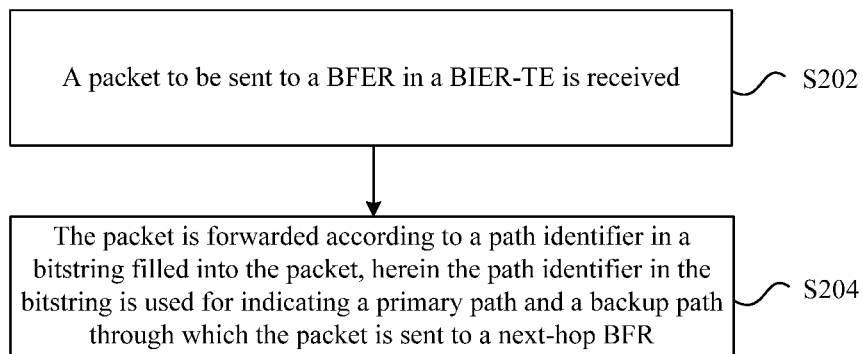 A packet to be sent to a BFER in a BIER-TE is received
S202
The packet is forwarded according to a path identifier in a
bitstring filled into the packet, herein the path identifier in the
bitstring is used for indicating a primary path and a backup path
through which the packet is sent to a next-hop BFR
S204